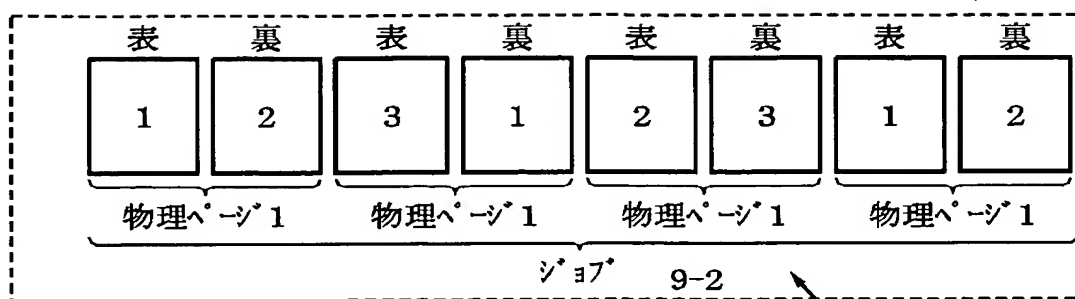 表 裏 表 裏 表 裏 表 裏
1 2 3 1 2 3 1 2
物理ページ1 物理ページ1 物理ページ1 物理ページ1
ジョブ 9-2